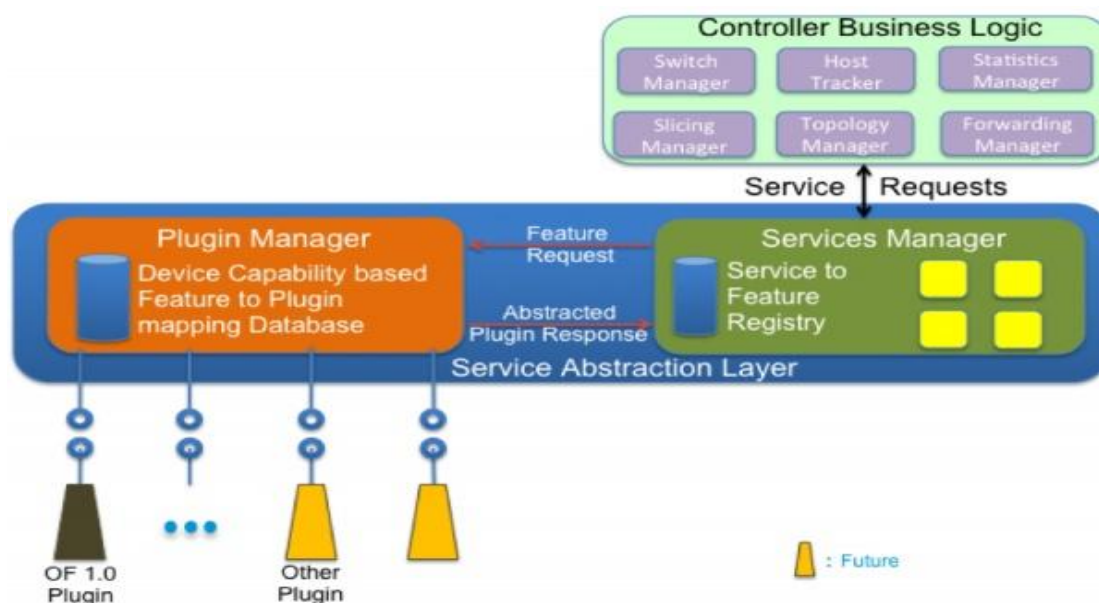 Controller Business Logic
Switch
Manager
Host
Tracker
Statistics
Manager
Slicing
Manager
Topology
Manager
Forwarding
Manager
Service Requests
Plugin Manager
Device Capability based
Feature to Plugin
mapping Database
Feature
Request
Abstracted
Plugin Response
Services Manager
Service to
Feature
Registry
Service Abstraction Layer
OF 1.0
Plugin
Other
Plugin
: Future